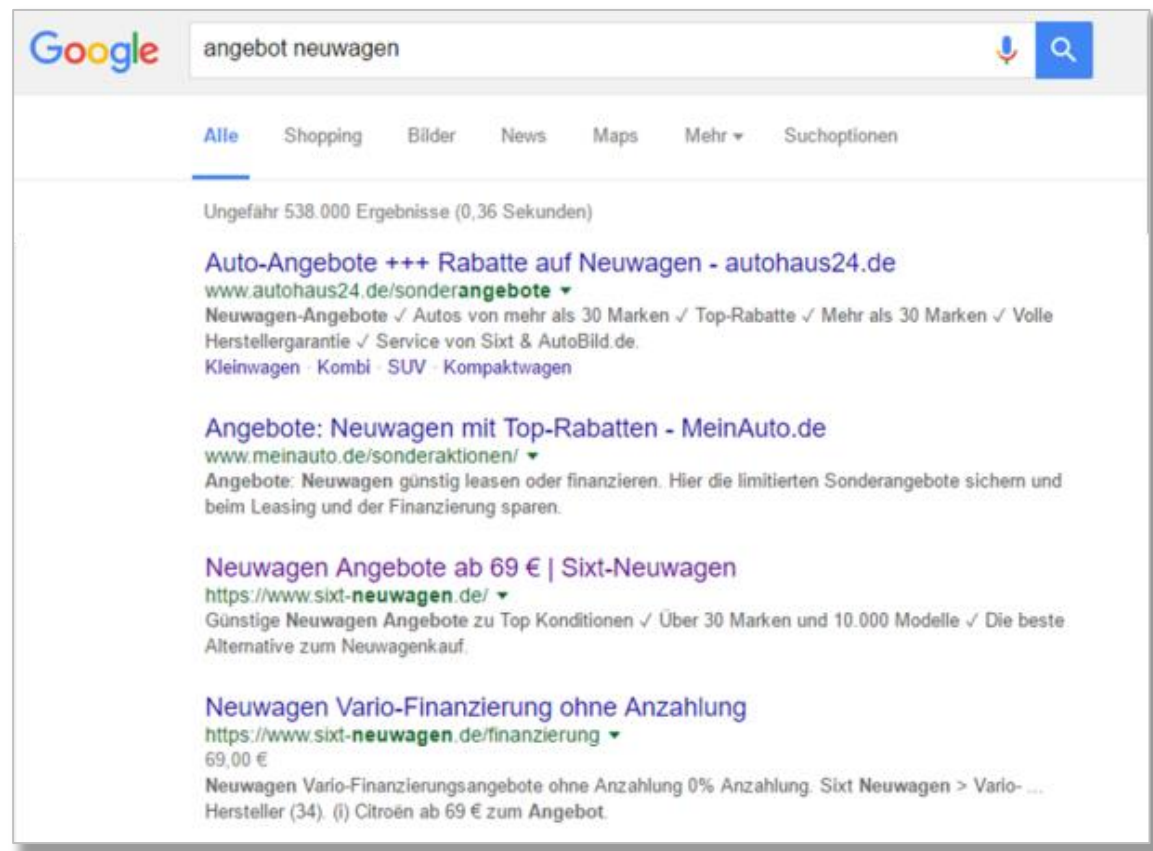 Google angebot neuwagen
Alle Shopping Bilder News Maps Mehr Suchoptionen
Ungefähr 538.000 Ergebnisse (0,36 Sekunden)
Auto-Angebote +++ Rabatte auf Neuwagen - autohaus24.de
www.autohaus24.de/sonderangebote
Neuwagen-Angebote ✓ Autos von mehr als 30 Marken ✓ Top-Rabatte ✓ Mehr als 30 Marken ✓ Volle
Herstellergarantie ✓ Service von Sixt & AutoBild.de.
Kleinwagen · Kombi · SUV · Kompaktwagen
Angebote: Neuwagen mit Top-Rabatten - MeinAuto.de
www.meinauto.de/sonderaktionen/
Angebote: Neuwagen günstig leasen oder finanzieren. Hier die limitierten Sonderangebote sichern und
beim Leasing und der Finanzierung sparen.
Neuwagen Angebote ab 69 € | Sixt-Neuwagen
https://www.sixt-neuwagen.de/
Günstige Neuwagen Angebote zu Top Konditionen ✓ Über 30 Marken und 10.000 Modelle ✓ Die beste
Alternative zum Neuwagenkauf.
Neuwagen Vario-Finanzierung ohne Anzahlung
https://www.sixt-neuwagen.de/finanzierung
69,00 €
Neuwagen Vario-Finanzierungsangebote ohne Anzahlung 0% Anzahlung. Sixt Neuwagen > Vario- ...
Hersteller (34). (i) Citroën ab 69 € zum Angebot.